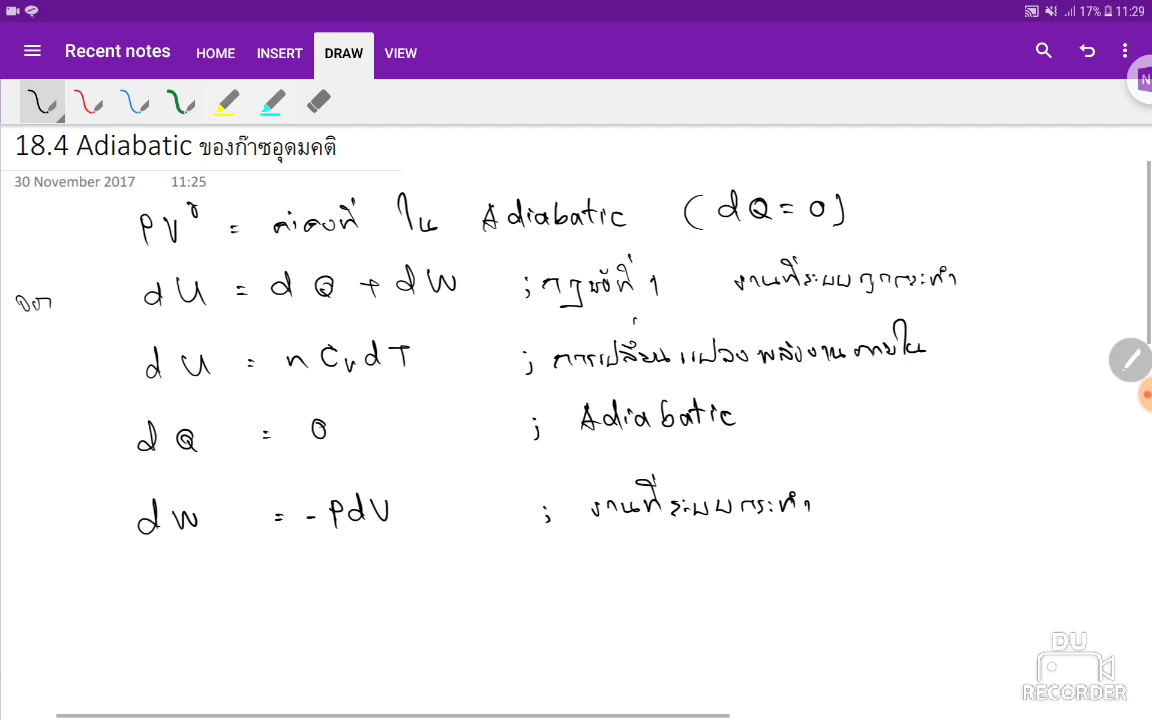 17% 11:29
Recent notes HOME INSERT DRAW VIEW
N
18.4 Adiabatic ของก๊าซอุดมคติ
30 November 2017 11:25
PV^γ = ค่าคงที่ ใน Adiabatic (dQ = 0)
dU = dQ + dW ; กฎข้อที่ 1 งานที่ระบบถูกกระทำ
จาก
dU = nCvdT ; การเปลี่ยนแปลงพลังงานภายใน
dQ = 0 ; Adiabatic
dW = -PdV ; งานที่ระบบกระทำ
DU
RECORDER